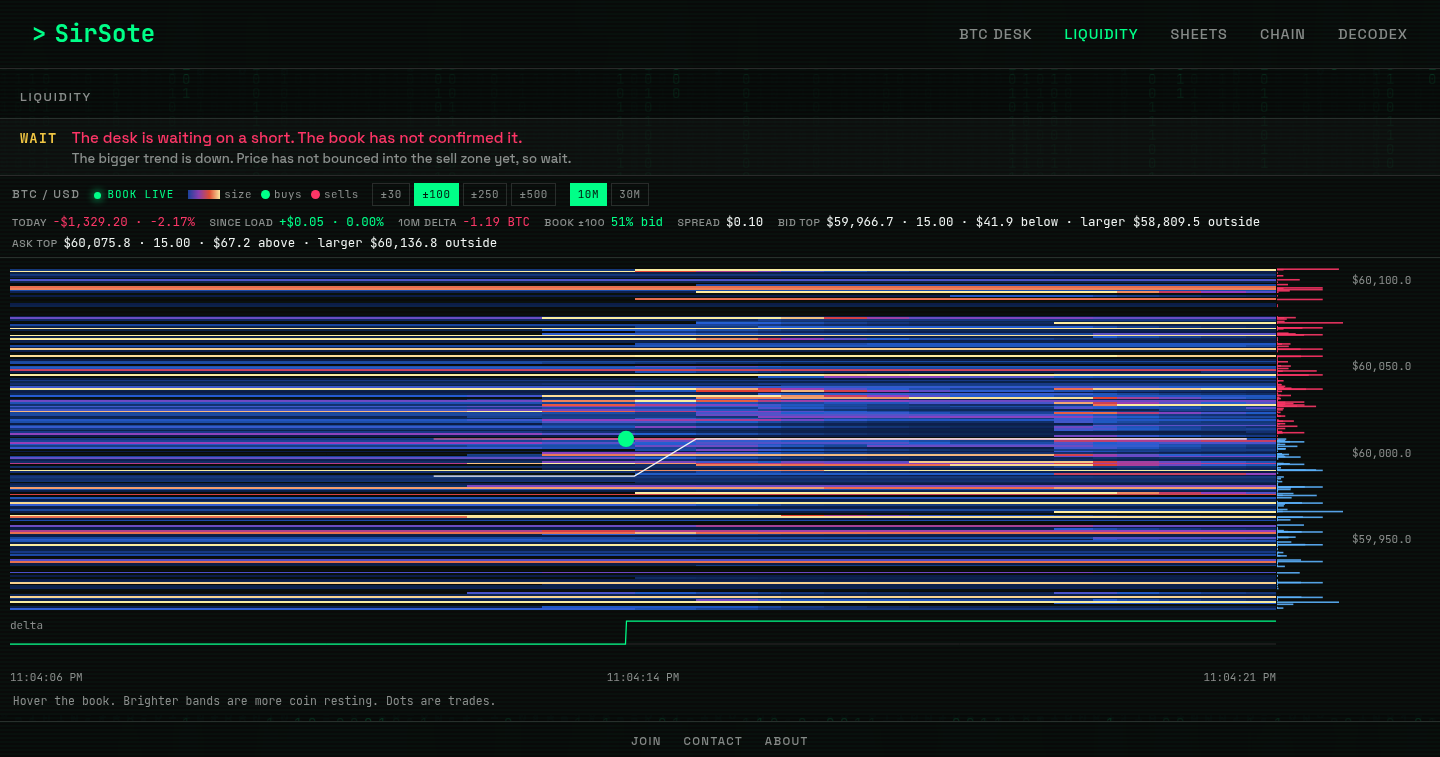 > SirSote
BTC DESK LIQUIDITY SHEETS CHAIN DECODEX
LIQUIDITY
WAIT The desk is waiting on a short. The book has not confirmed it.
The bigger trend is down. Price has not bounced into the sell zone yet, so wait.
BTC / USD BOOK LIVE size buys sells ±30 ±100 ±250 ±500 10M 30M
TODAY -$1,329.20 · -2.17% SINCE LOAD +$0.05 · 0.00% 10M DELTA -1.19 BTC BOOK ±100 51% bid SPREAD $0.10 BID TOP $59,966.7 · 15.00 · $41.9 below · larger $58,809.5 outside
ASK TOP $60,075.8 · 15.00 · $67.2 above · larger $60,136.8 outside
$60,100.0
$60,050.0
$60,000.0
$59,950.0
delta
11:04:06 PM 11:04:14 PM 11:04:21 PM
Hover the book. Brighter bands are more coin resting. Dots are trades.
JOIN CONTACT ABOUT